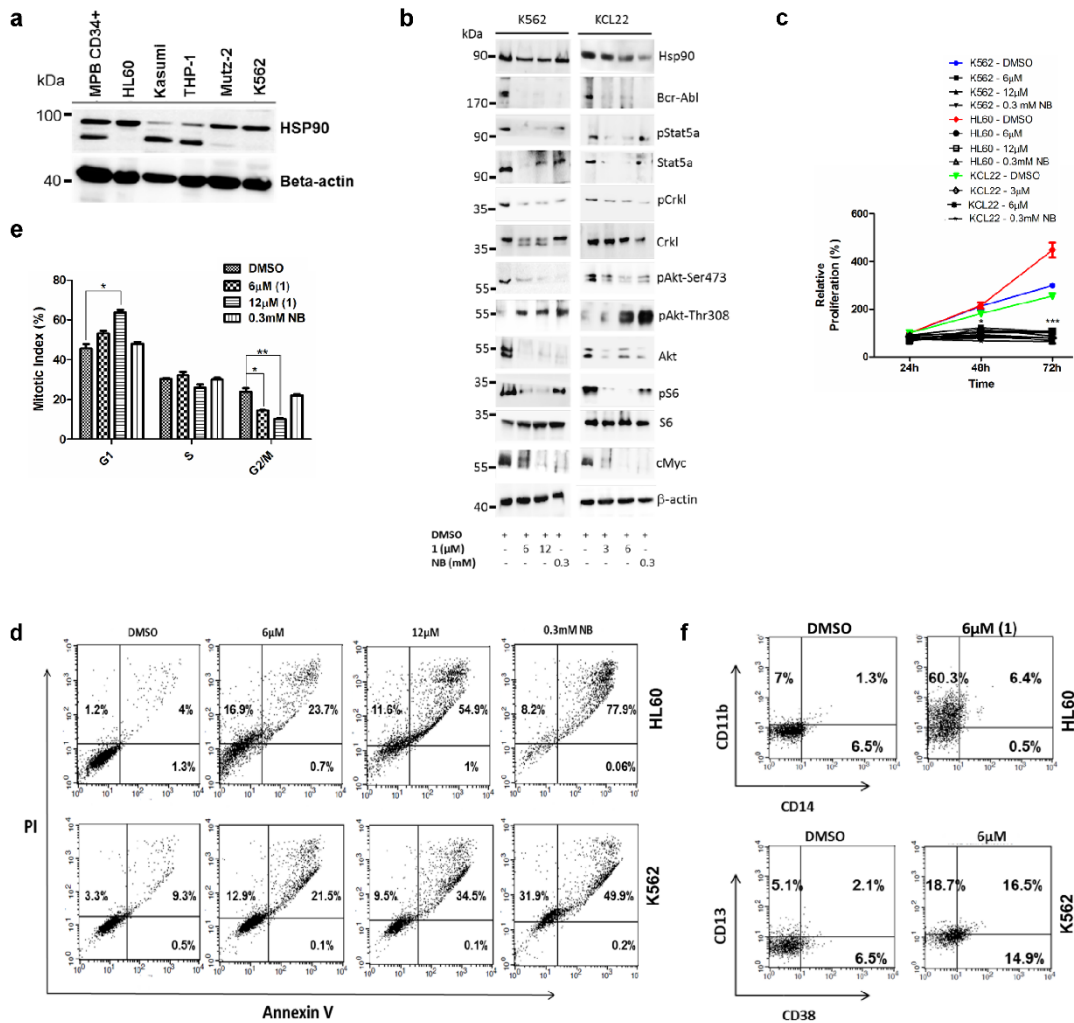 a
MPB CD34+
HL60
Kasumi
THP-1
Mutz-2
K562
kDa
100
HSP90
40
Beta-actin
b
K562 KCL22
kDa
90 Hsp90
170 Bcr-Abl
90 pStat5a
90 Stat5a
35 pCrkl
35 Crkl
55 pAkt-Ser473
55 pAkt-Thr308
55 Akt
35 pS6
35 S6
55 cMyc
40 β-actin
DMSO + + + + + + + +
1 (μM) - 6 12 - - 3 6 -
NB (mM) - - - 0.3 - - - 0.3
c
K562 - DMSO
K562 - 6μM
K562 - 12μM
K562 - 0.3 mM NB
HL60 - DMSO
HL60 - 6μM
HL60 - 12μM
HL60 - 0.3mM NB
KCL22 - DMSO
KCL22 - 3μM
KCL22 - 6μM
KCL22 - 0.3mM NB
Relative
Proliferation (%)
600
400
200
0
* ***
24h 48h 72h
Time
e
Mitotic Index (%)
80
60
40
20
0
DMSO
6μM (1)
12μM (1)
0.3mM NB
*
**
*
G1 S G2/M
d
DMSO 6μM 12μM 0.3mM NB
1.2% 4% 16.9% 23.7% 11.6% 54.9% 8.2% 77.9%
1.3% 0.7% 1% 0.06%
HL60
PI
3.3% 9.3% 12.9% 21.5% 9.5% 34.5% 31.9% 49.9%
0.5% 0.1% 0.1% 0.2%
K562
10⁰ 10¹ 10² 10³ 10⁴
Annexin V
f
DMSO 6μM (1)
7% 1.3% 60.3% 6.4%
6.5% 0.5%
CD11b
HL60
CD14
DMSO 6μM
5.1% 2.1% 18.7% 16.5%
6.5% 14.9%
CD13
K562
CD38